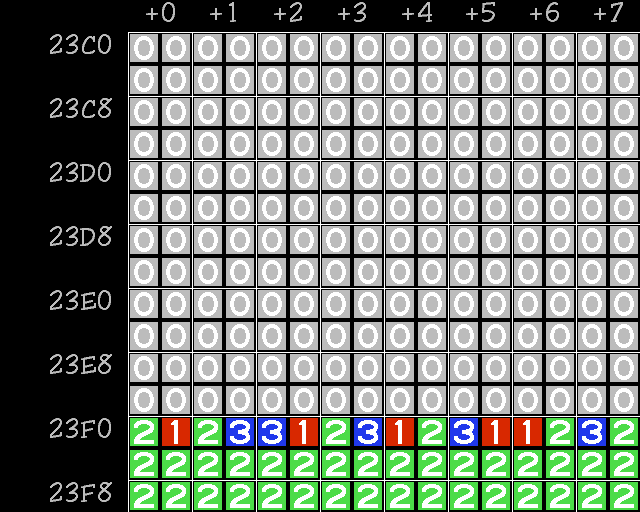 +0 +1 +2 +3 +4 +5 +6 +7
23C0 0 0 0 0 0 0 0 0 0 0 0 0 0 0 0 0
0 0 0 0 0 0 0 0 0 0 0 0 0 0 0 0
23C8 0 0 0 0 0 0 0 0 0 0 0 0 0 0 0 0
0 0 0 0 0 0 0 0 0 0 0 0 0 0 0 0
23D0 0 0 0 0 0 0 0 0 0 0 0 0 0 0 0 0
0 0 0 0 0 0 0 0 0 0 0 0 0 0 0 0
23D8 0 0 0 0 0 0 0 0 0 0 0 0 0 0 0 0
0 0 0 0 0 0 0 0 0 0 0 0 0 0 0 0
23E0 0 0 0 0 0 0 0 0 0 0 0 0 0 0 0 0
0 0 0 0 0 0 0 0 0 0 0 0 0 0 0 0
23E8 0 0 0 0 0 0 0 0 0 0 0 0 0 0 0 0
0 0 0 0 0 0 0 0 0 0 0 0 0 0 0 0
23F0 2 1 2 3 3 1 2 3 1 2 3 1 1 2 3 2
2 2 2 2 2 2 2 2 2 2 2 2 2 2 2 2
23F8 2 2 2 2 2 2 2 2 2 2 2 2 2 2 2 2